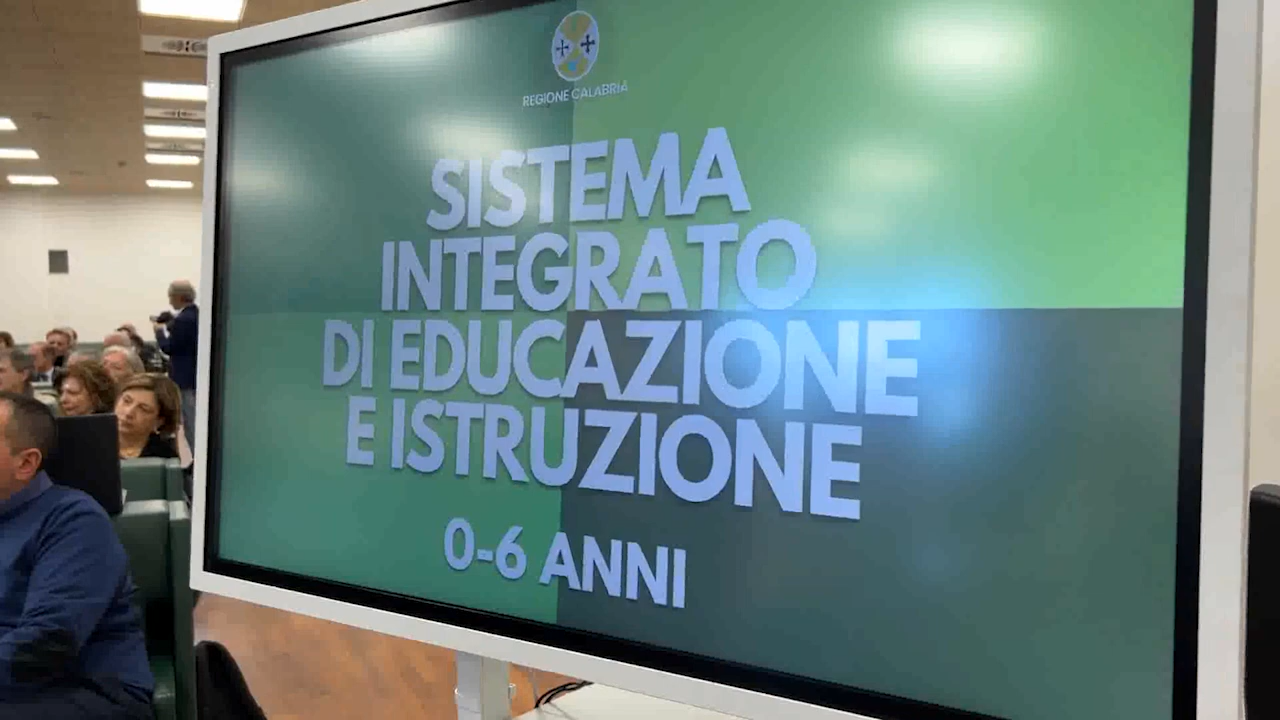 REGIONE CALABRIA
SISTEMA
INTEGRATO
DI EDUCAZIONE
E ISTRUZIONE
0-6 ANNI